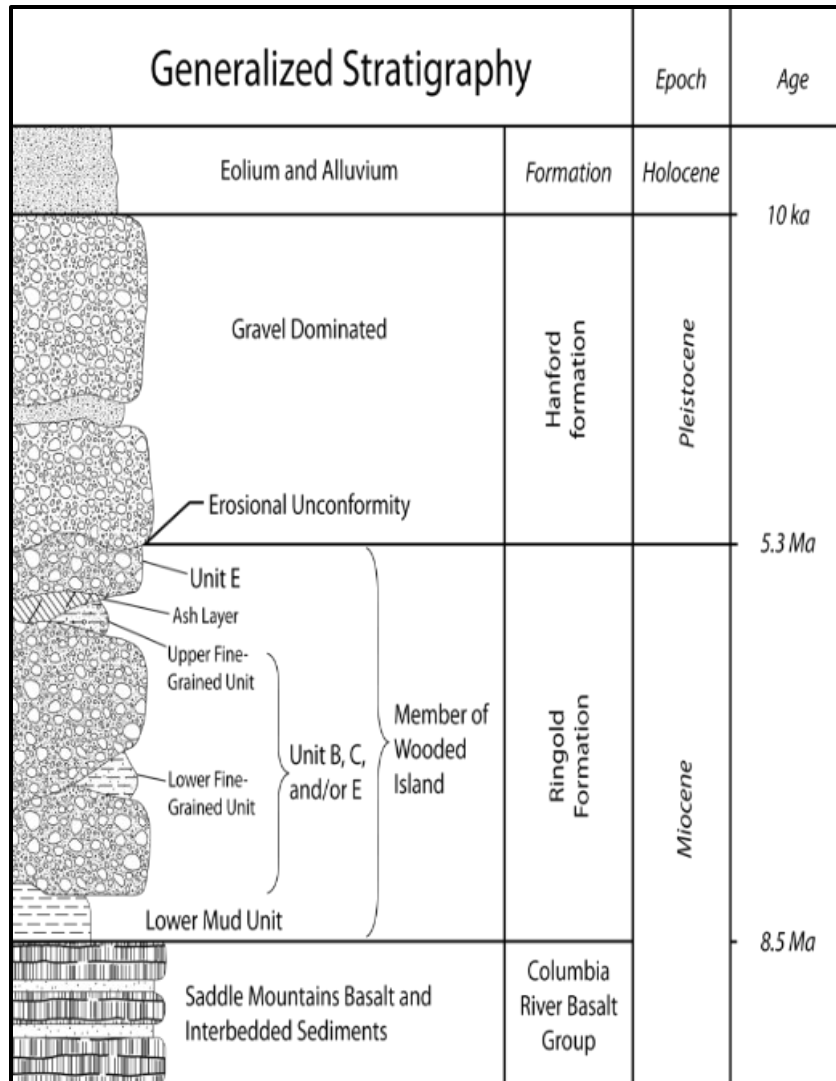 Generalized Stratigraphy
Epoch
Age
Eolium and Alluvium
Formation
Holocene
10 ka
Gravel Dominated
Hanford
formation
Pleistocene
Erosional Unconformity
5.3 Ma
Unit E
Ash Layer
Upper Fine-
Grained Unit
Lower Fine-
Grained Unit
Unit B, C,
and/or E
Member of
Wooded
Island
Ringold
Formation
Miocene
Lower Mud Unit
8.5 Ma
Saddle Mountains Basalt and
Interbedded Sediments
Columbia
River Basalt
Group